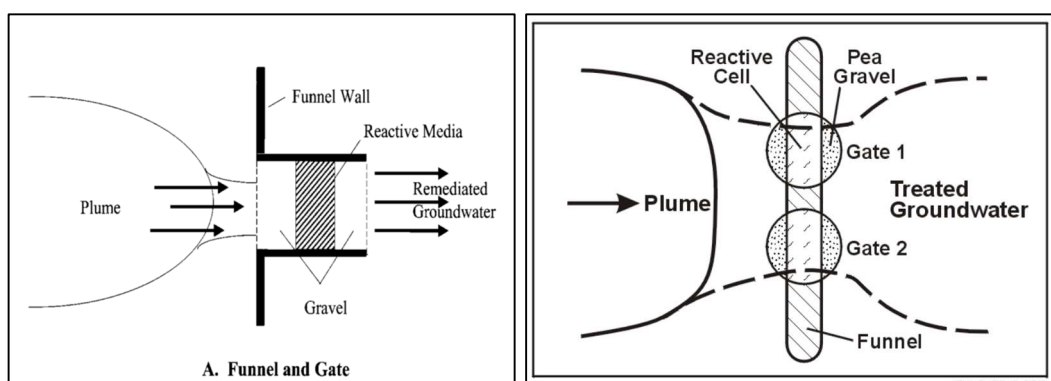 Funnel Wall
Reactive Media
Plume
Remediated
Groundwater
Gravel
A. Funnel and Gate
Reactive
Cell
Pea
Gravel
Gate 1
Plume
Treated
Groundwater
Gate 2
Funnel